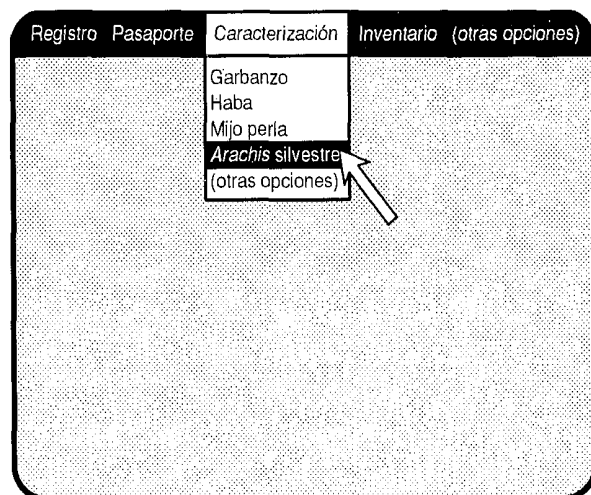 Registro Pasaporte Caracterización Inventario (otras opciones)
Garbanzo
Haba
Mijo perla
Arachis silvestre
(otras opciones)